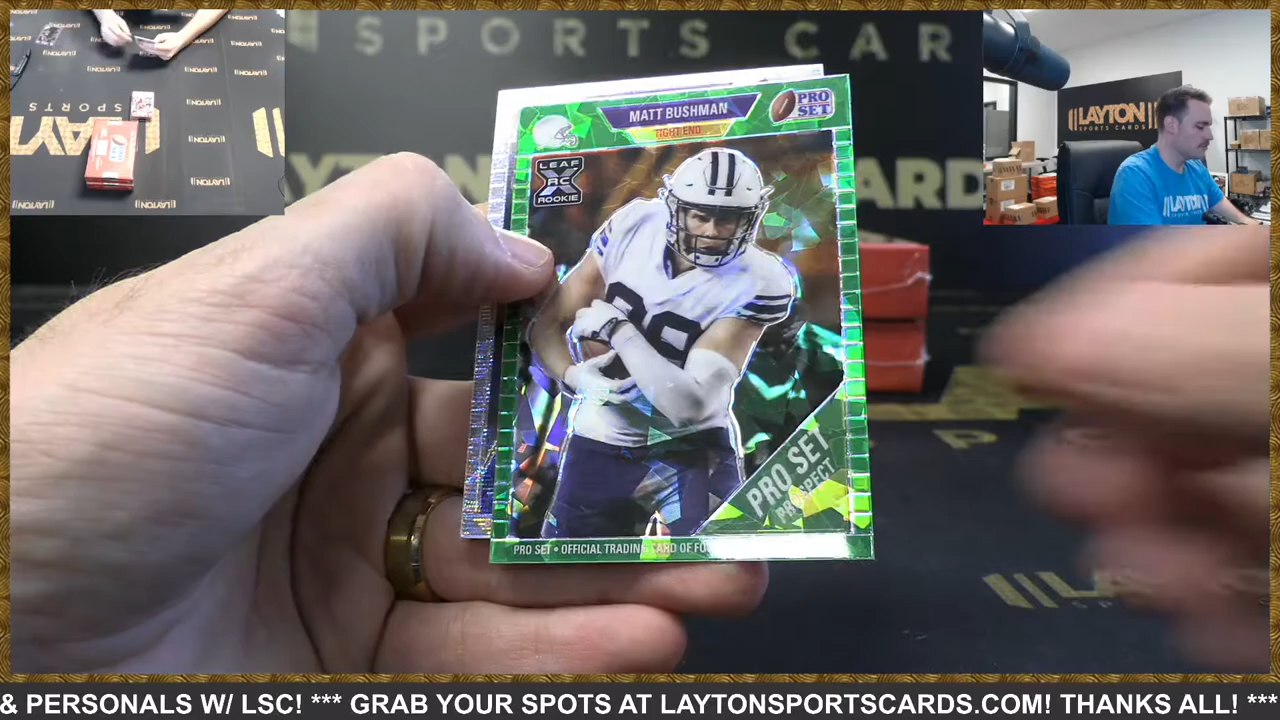 SPORTS CAR
LAYTON
SPORTS CARDS
MATT BUSHMAN
TIGHT END
PRO
SET
LEAF
RC
ROOKIE
PRO SET
PROSPECT
PRO SET • OFFICIAL TRADING CARD OF FO
LAYTON
& PERSONALS W/ LSC! *** GRAB YOUR SPOTS AT LAYTONSPORTSCARDS.COM! THANKS ALL! ***